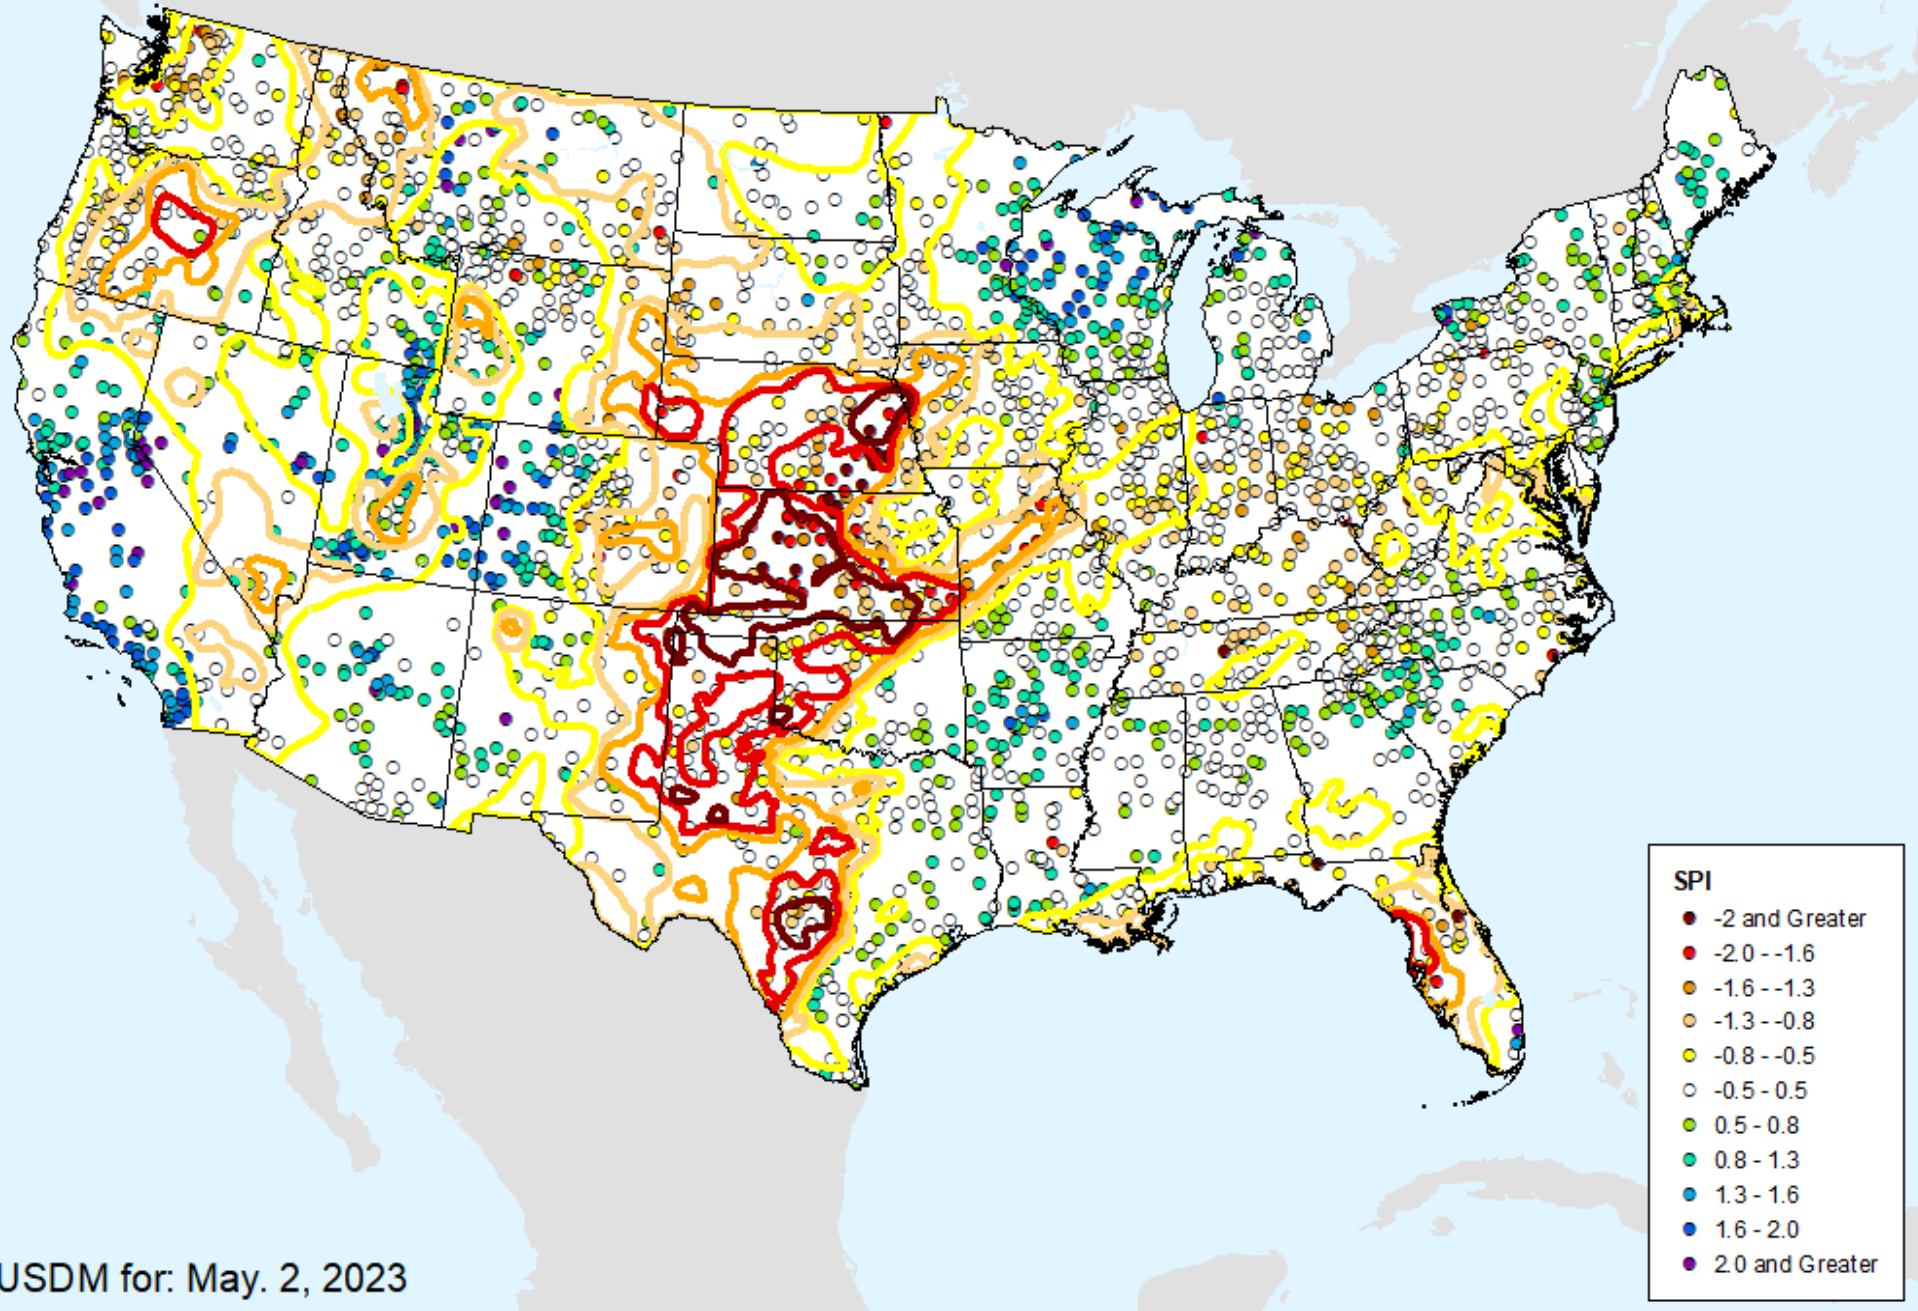 SPI
-2 and Greater
-2.0 - -1.6
-1.6 - -1.3
-1.3 - -0.8
-0.8 - -0.5
-0.5 - 0.5
0.5 - 0.8
0.8 - 1.3
1.3 - 1.6
1.6 - 2.0
2.0 and Greater
USDM for: May. 2, 2023